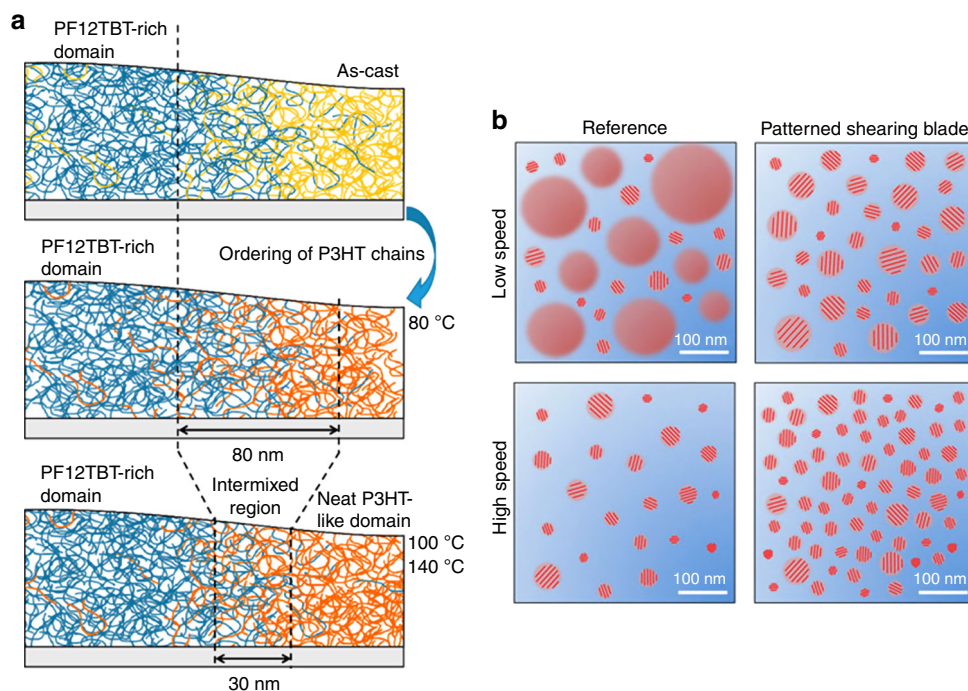 a
PF12TBT-rich
domain
As-cast
PF12TBT-rich
domain
Ordering of P3HT chains
80 °C
80 nm
PF12TBT-rich
domain
Intermixed
region
Neat P3HT-
like domain
100 °C
140 °C
30 nm
b
Reference
Patterned shearing blade
Low speed
100 nm
100 nm
High speed
100 nm
100 nm